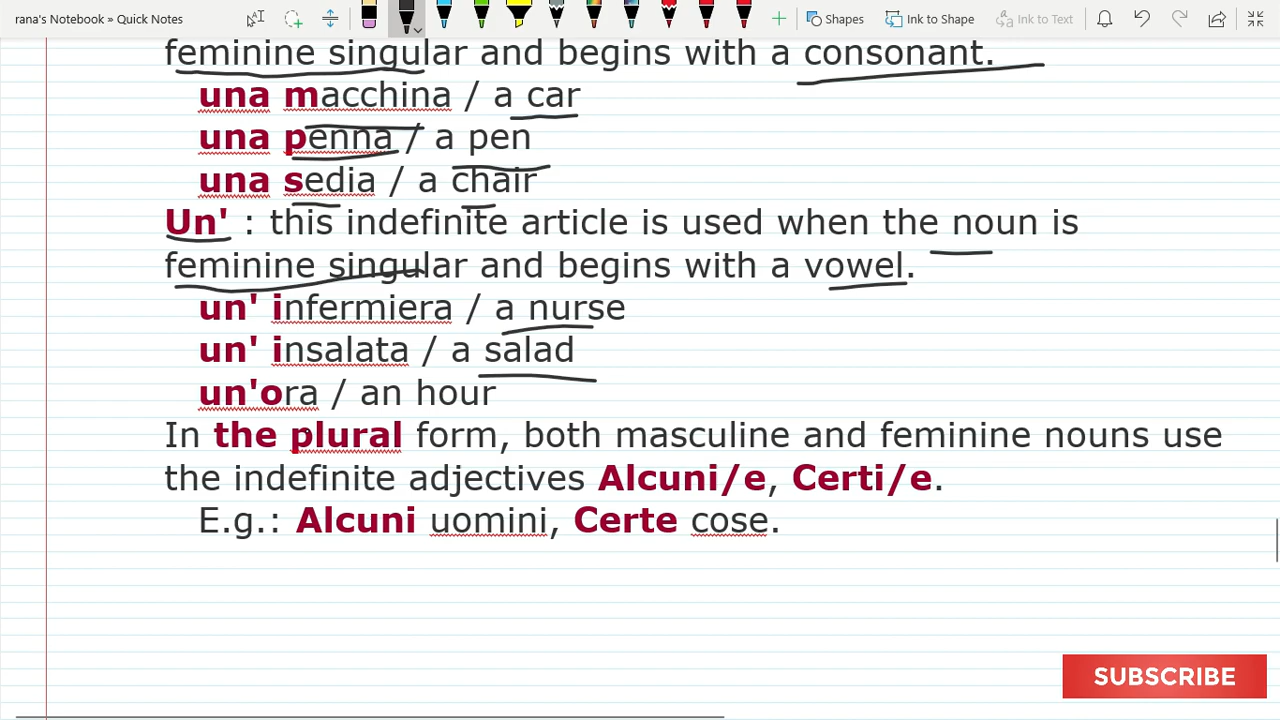 rana's Notebook » Quick Notes
Shapes
Ink to Shape
Ink to Text
feminine singular and begins with a consonant.
una macchina / a car
una penna / a pen
una sedia / a chair
Un' : this indefinite article is used when the noun is
feminine singular and begins with a vowel.
un' infermiera / a nurse
un' insalata / a salad
un'ora / an hour
In the plural form, both masculine and feminine nouns use
the indefinite adjectives Alcuni/e, Certi/e.
E.g.: Alcuni uomini, Certe cose.
SUBSCRIBE